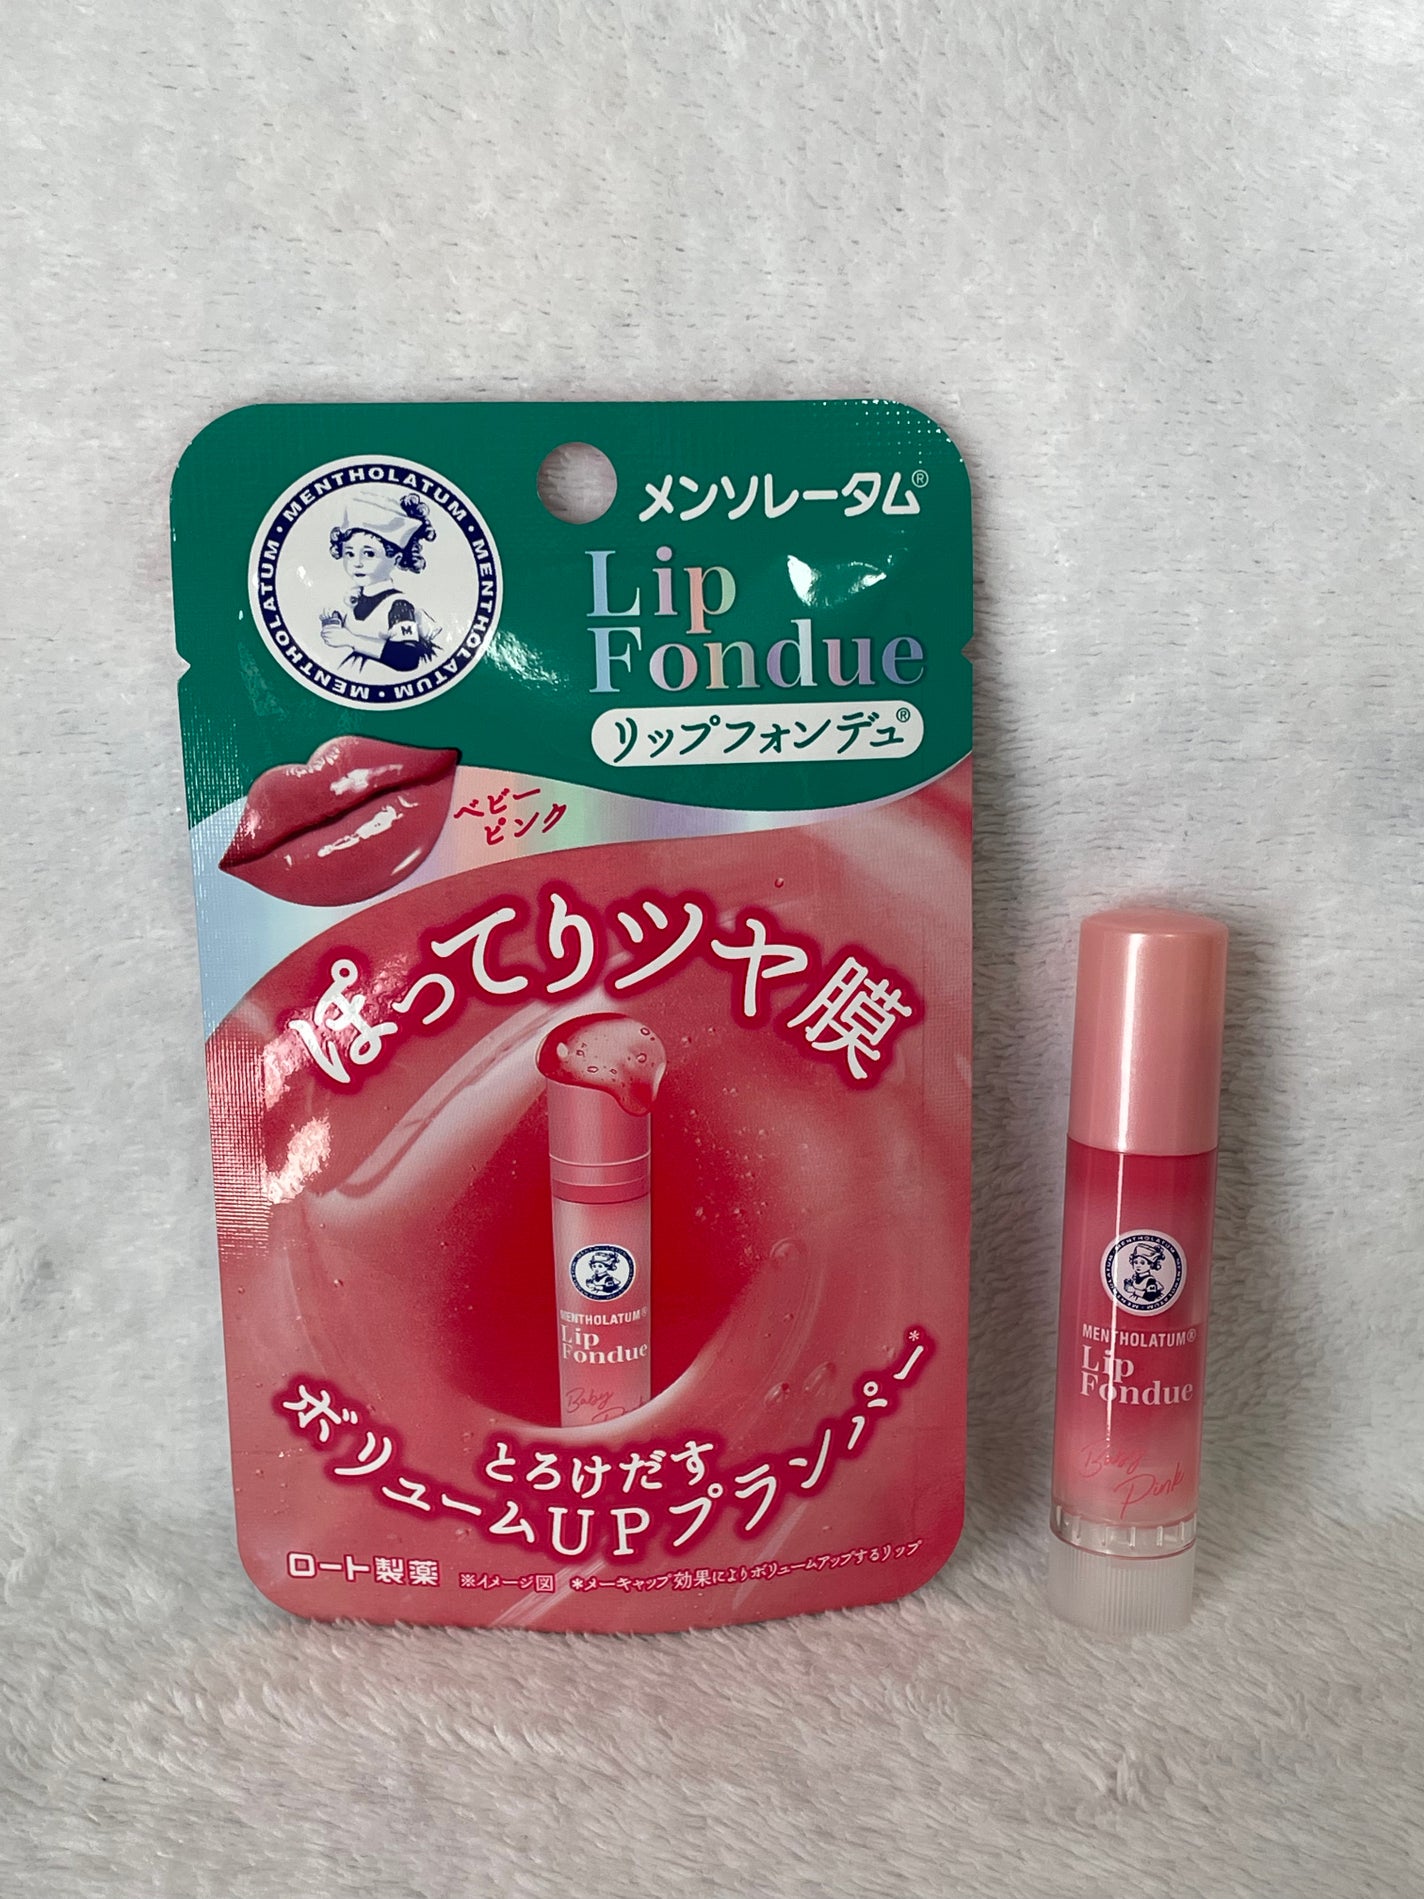 MENTHOLATUM・MENTHOLATUM・MENTHOLATUM・MENTHOLATUM・
M
メンソレータム®
Lip
Fondue
リップフォンデュ®
ベビー
ピンク
ぽってりツヤ膜
MENTHOLATUM®
Lip
Fondue
Baby
とろけだす
ボリュームUPプランパー*
ロート製薬 ※イメージ図 *メーキャップ効果によりボリュームアップするリップ
MENTHOLATUM®
Lip
Fondue
Baby
Pink